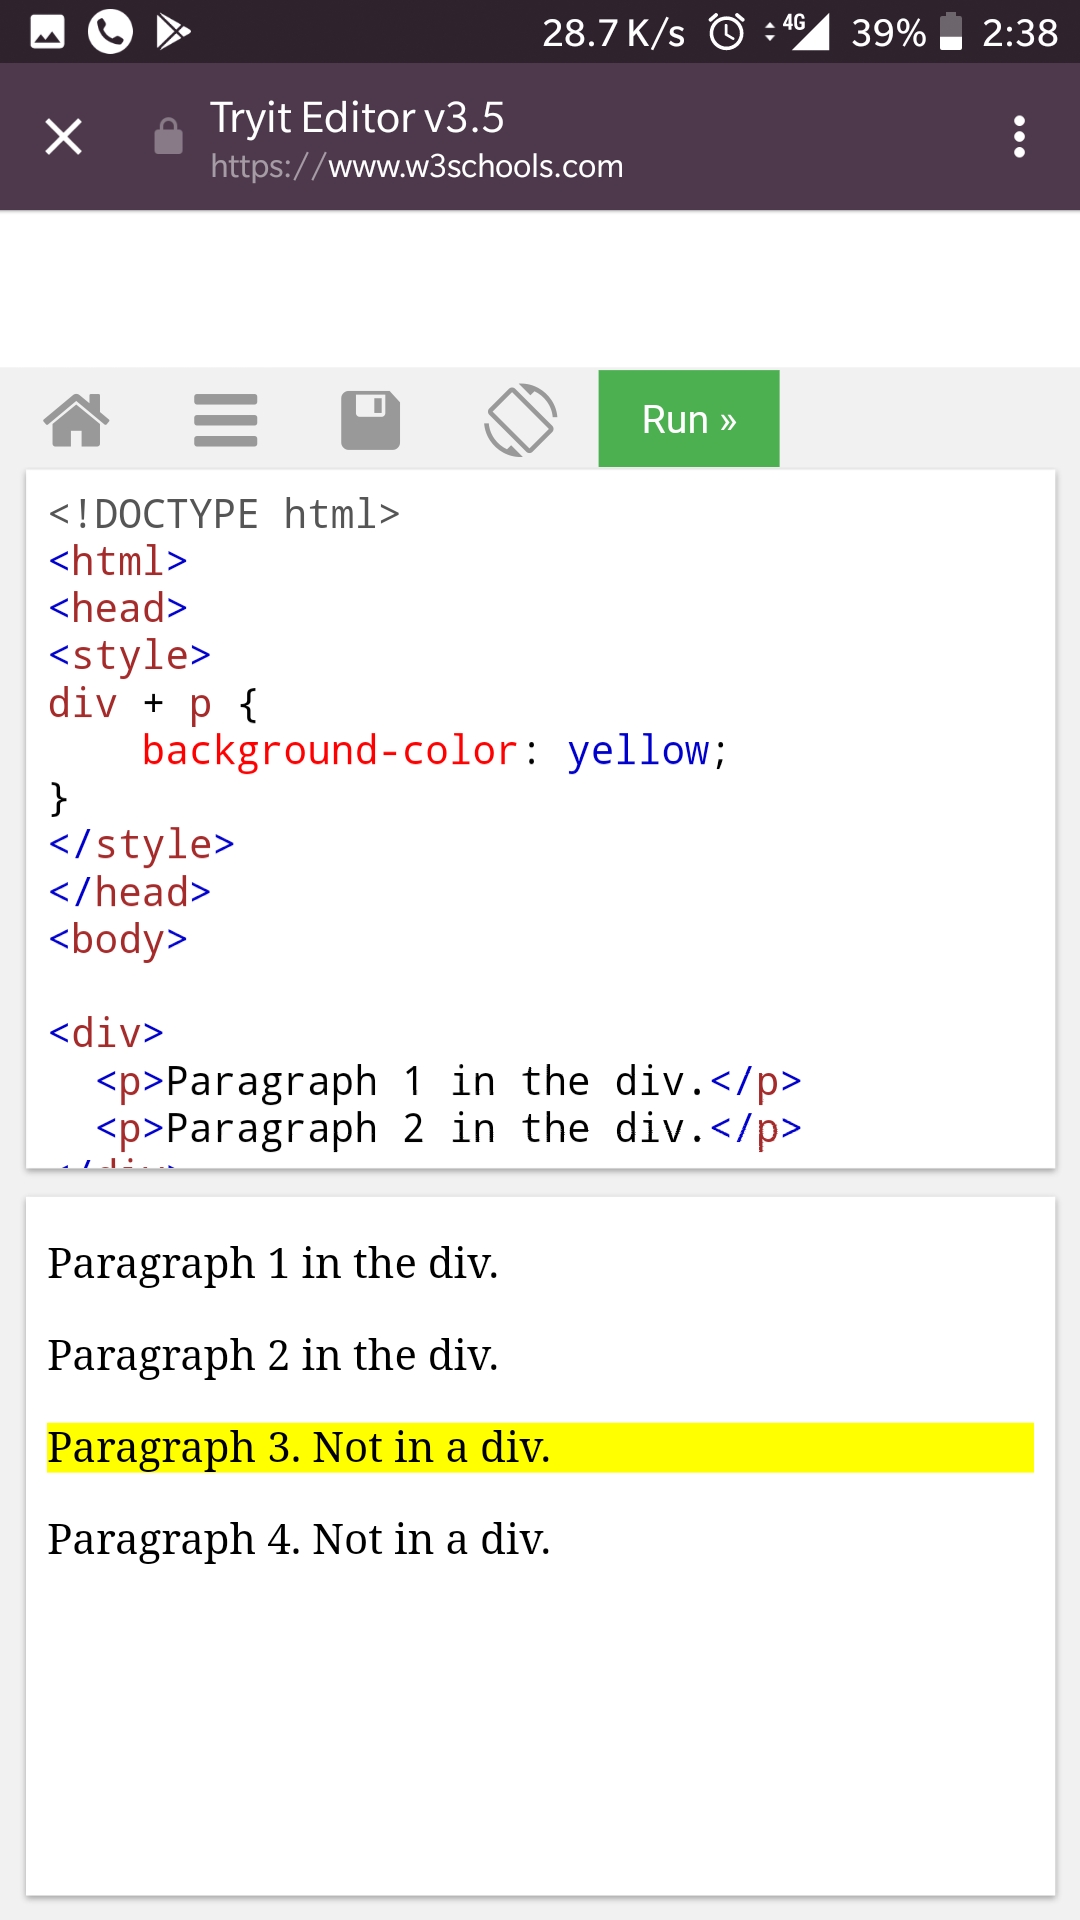 28.7 K/s 4G 39% 2:38
Tryit Editor v3.5
https://www.w3schools.com
Run »
<!DOCTYPE html>
<html>
<head>
<style>
div + p {
    background-color: yellow;
}
</style>
</head>
<body>
<div>
  <p>Paragraph 1 in the div.</p>
  <p>Paragraph 2 in the div.</p>
</div>
Paragraph 1 in the div.
Paragraph 2 in the div.
Paragraph 3. Not in a div.
Paragraph 4. Not in a div.